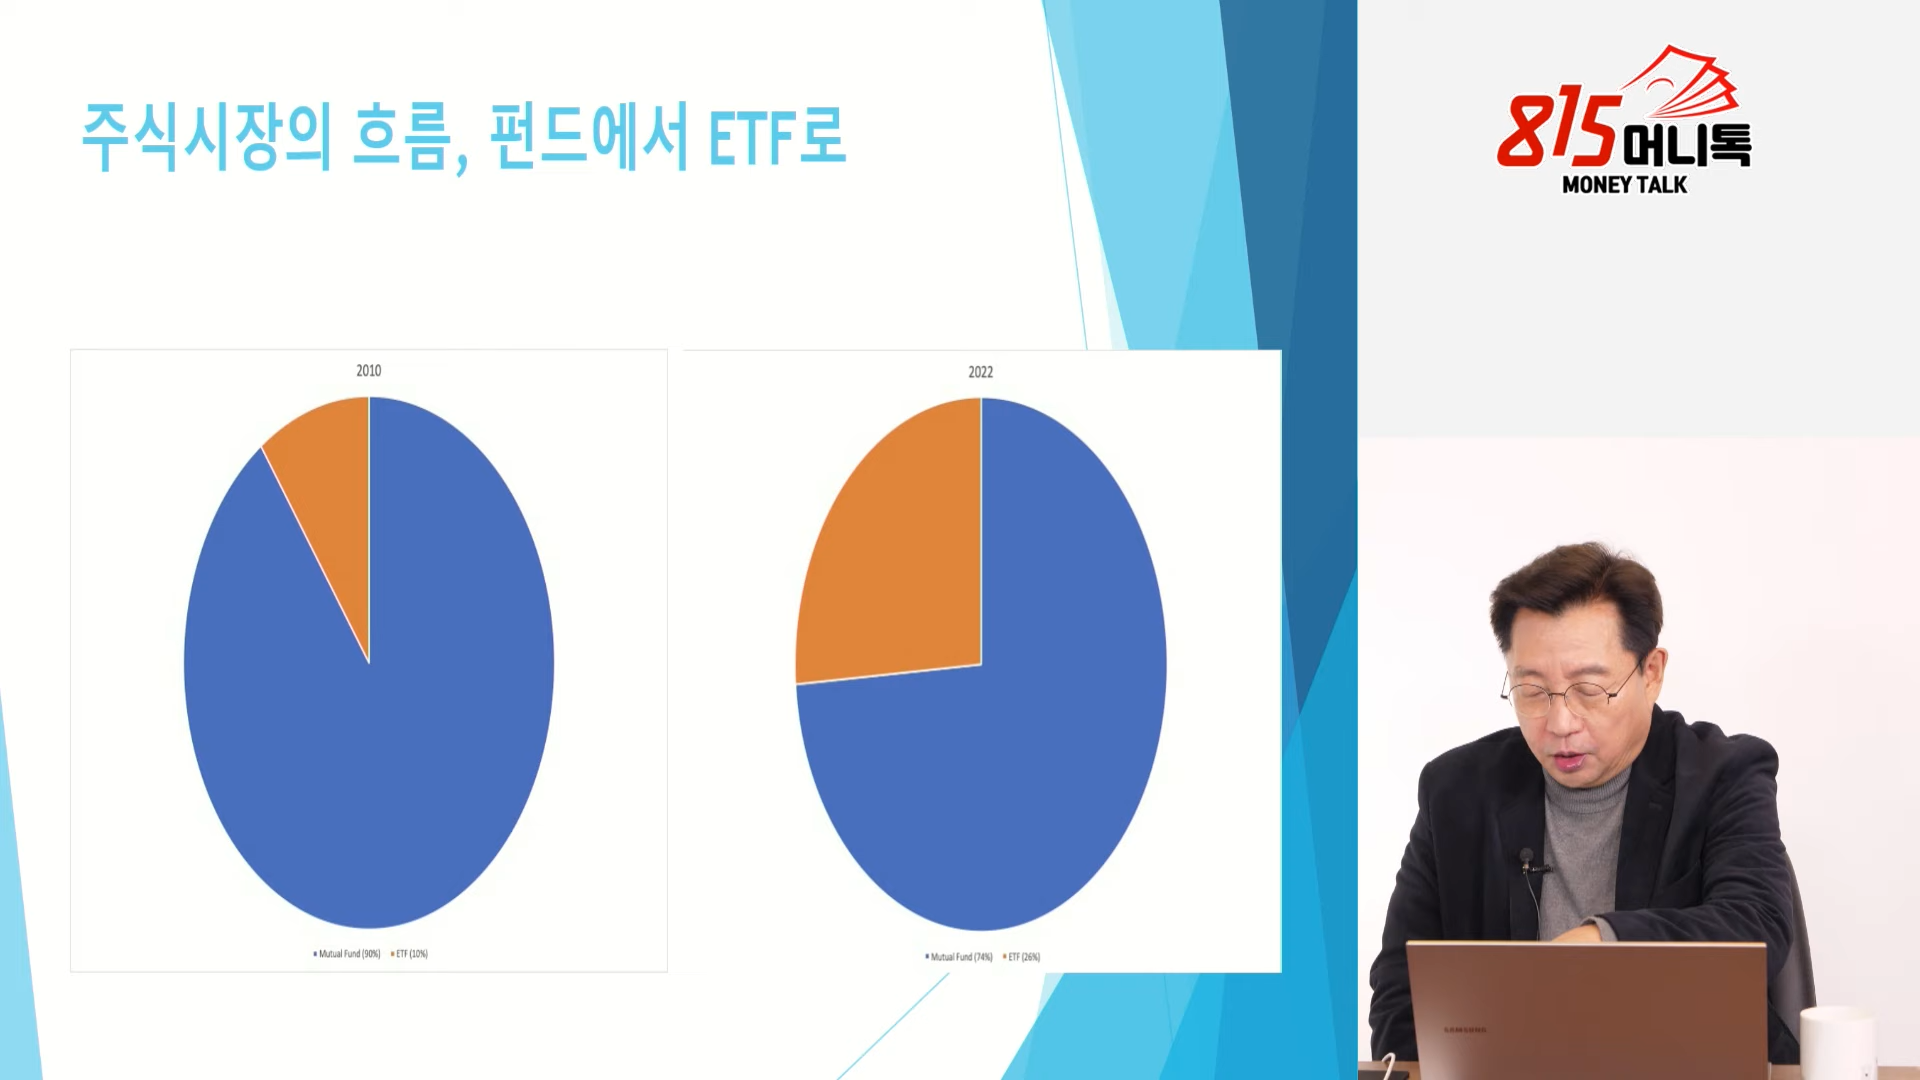 주식시장의 흐름, 펀드에서 ETF로
815머니톡
MONEY TALK
2010
Mutual Fund (90%) ETF (10%)
2022
Mutual Fund (74%) ETF (26%)
SAMSUNG